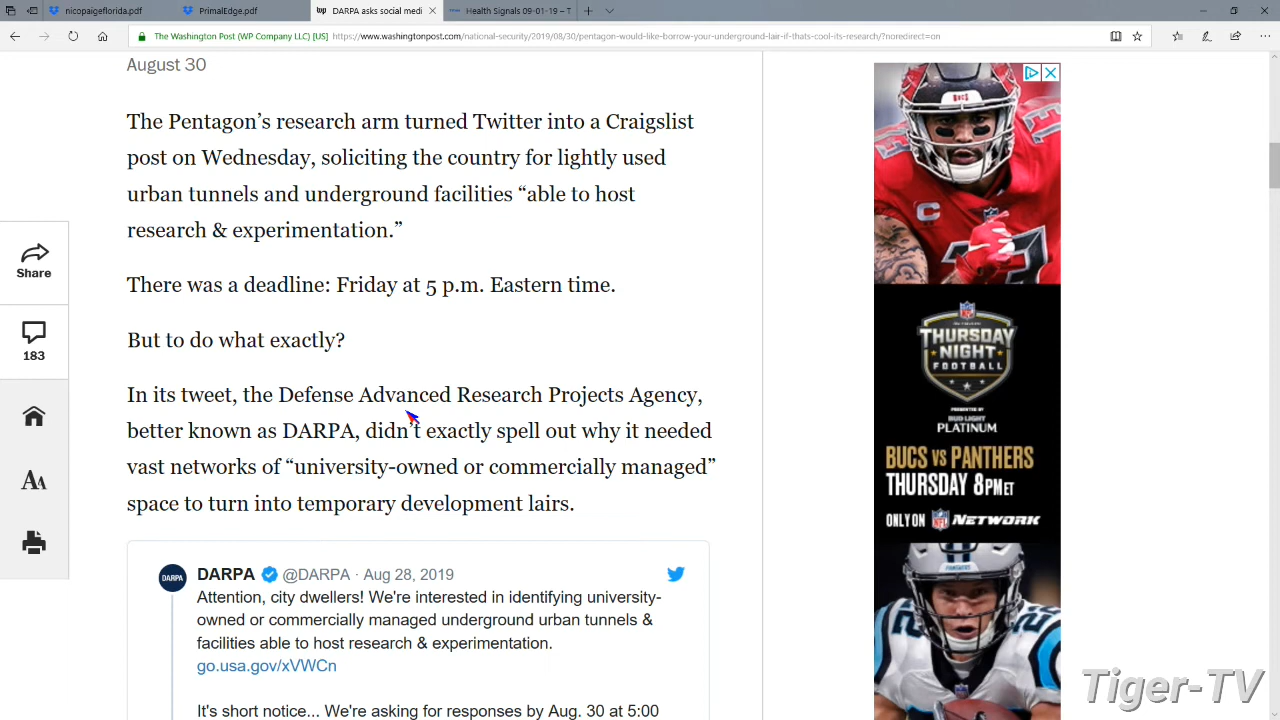 nicopaigeflorida.pdf
PrimalEdge.pdf
DARPA asks social medi
Health Signals 09-01-19 – T
The Washington Post (WP Company LLC) [US] https://www.washingtonpost.com/national-security/2019/08/30/pentagon-would-like-borrow-your-underground-lair-if-thats-cool-its-research/?noredirect=on
August 30
The Pentagon’s research arm turned Twitter into a Craigslist
post on Wednesday, soliciting the country for lightly used
urban tunnels and underground facilities “able to host
research & experimentation.”
There was a deadline: Friday at 5 p.m. Eastern time.
But to do what exactly?
In its tweet, the Defense Advanced Research Projects Agency,
better known as DARPA, didn’t exactly spell out why it needed
vast networks of “university-owned or commercially managed”
space to turn into temporary development lairs.
Share
183
DARPA
DARPA @DARPA · Aug 28, 2019
Attention, city dwellers! We're interested in identifying university-
owned or commercially managed underground urban tunnels &
facilities able to host research & experimentation.
go.usa.gov/xVWCn
It's short notice... We're asking for responses by Aug. 30 at 5:00
NFL
THURSDAY
NIGHT
FOOTBALL
PRESENTED BY
BUD LIGHT
PLATINUM
BUCS VS PANTHERS
THURSDAY 8PM ET
ONLY ON NFL NETWORK
Tiger-TV